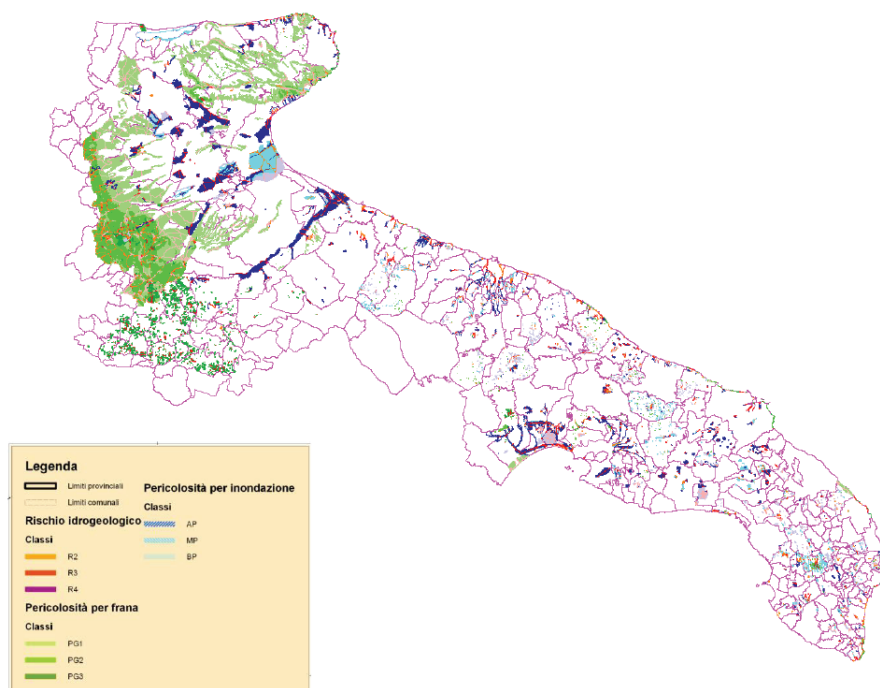 Legenda
Limiti provinciali
Limiti comunali
Rischio idrogeologico
Classi
R2
R3
R4
Pericolosità per frana
Classi
PG1
PG2
PG3
Pericolosità per inondazione
Classi
AP
MP
BP